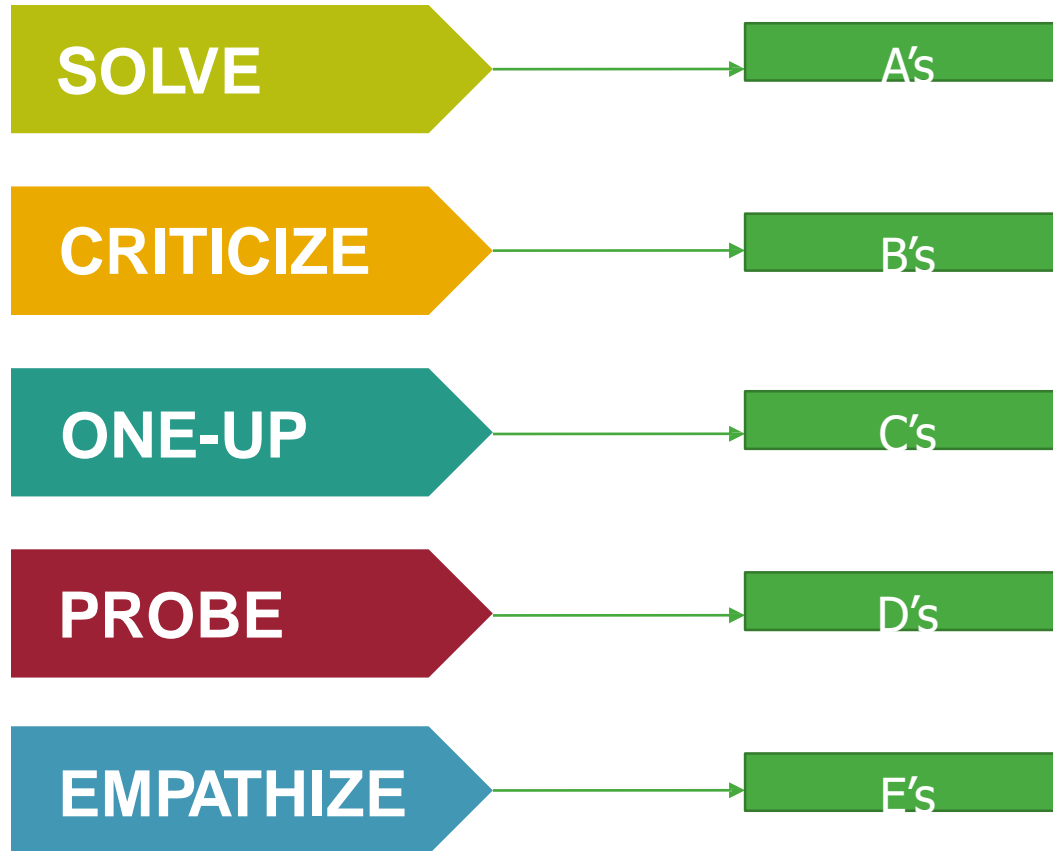 SOLVE
A's
CRITICIZE
B's
ONE-UP
C's
PROBE
D's
EMPATHIZE
E's